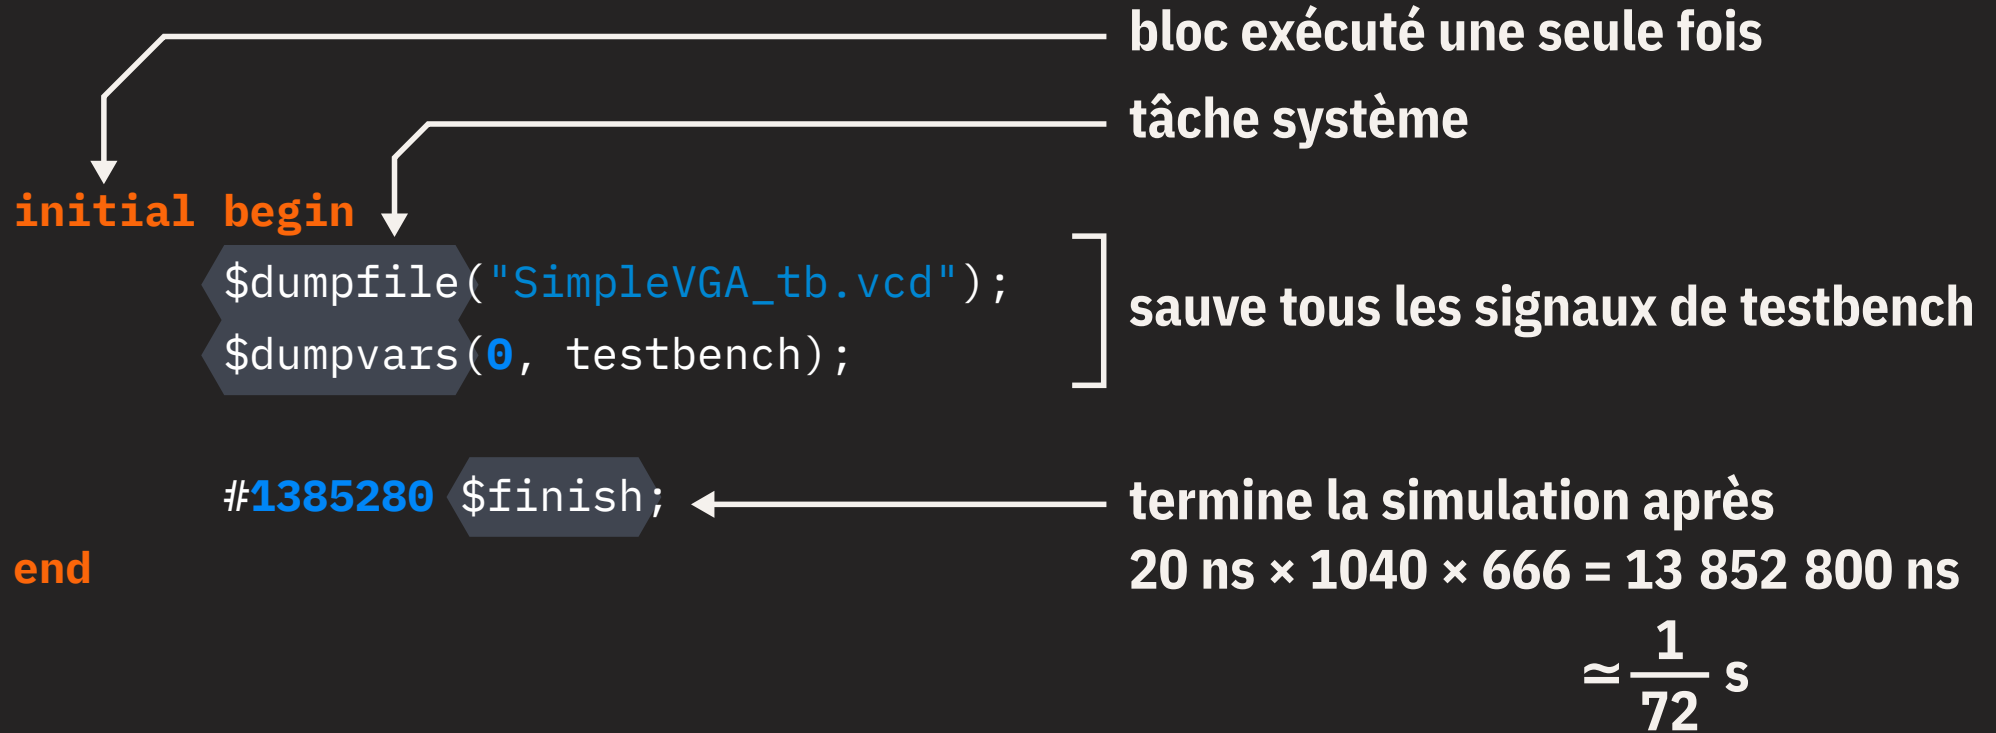 bloc exécuté une seule fois
tâche système
initial begin
$dumpfile("SimpleVGA_tb.vcd");
$dumpvars(0, testbench);
sauve tous les signaux de testbench
#1385280 $finish;
termine la simulation après
20 ns × 1040 × 666 = 13 852 800 ns
end
≃ 1/72 s